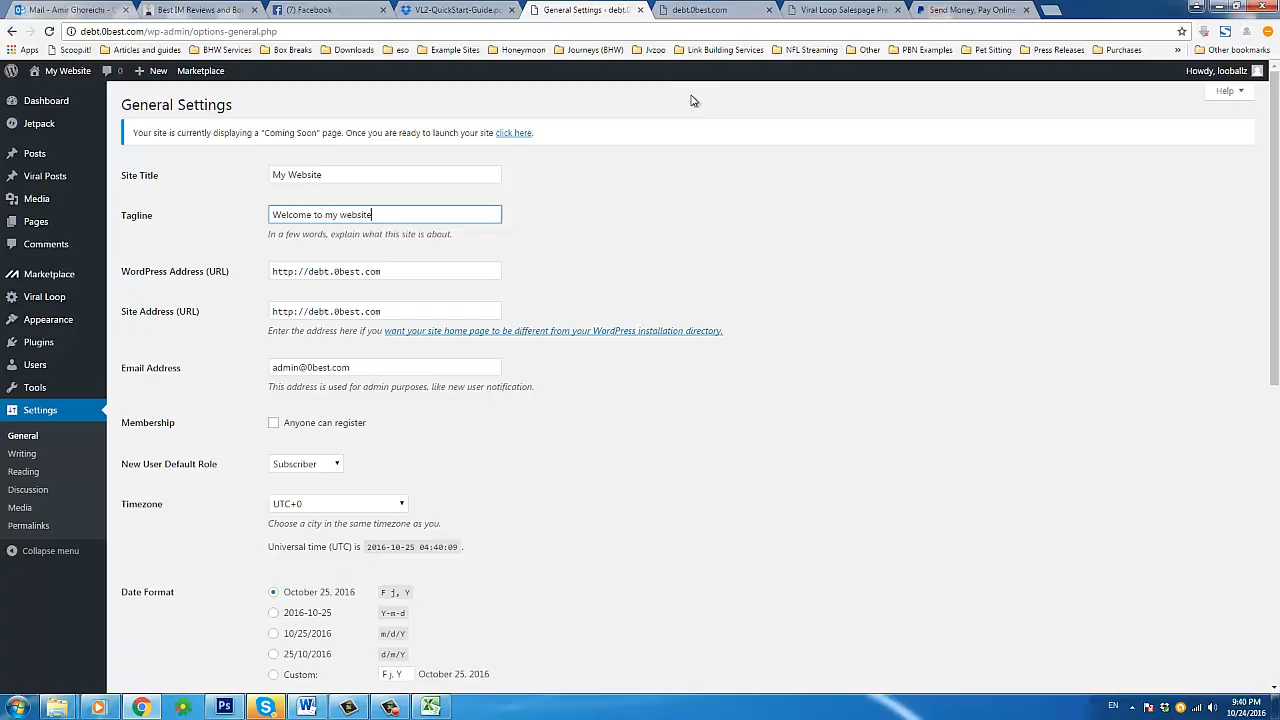 Mail - Amir Ghoreichi - O
Best IM Reviews and Bo
(7) Facebook
VL2-QuickStart-Guide.p
General Settings ‹ debt.0
debt.0best.com
Viral Loop Salespage Pre
Send Money, Pay Online
debt.0best.com/wp-admin/options-general.php
Apps Scoop.it! Articles and guides BHW Services Box Breaks Downloads eso Example Sites Honeymoon Journeys (BHW) Jvzoo Link Building Services NFL Streaming Other PBN Examples Pet Sitting Press Releases Purchases » Other bookmarks
My Website 0 + New Marketplace Howdy, looballz
Help ▼
Dashboard
Jetpack
Posts
Viral Posts
Media
Pages
Comments
Marketplace
Viral Loop
Appearance
Plugins
Users
Tools
Settings
General
Writing
Reading
Discussion
Media
Permalinks
Collapse menu
General Settings
Your site is currently displaying a "Coming Soon" page. Once you are ready to launch your site click here.
Site Title My Website
Tagline Welcome to my website
In a few words, explain what this site is about.
WordPress Address (URL) http://debt.0best.com
Site Address (URL) http://debt.0best.com
Enter the address here if you want your site home page to be different from your WordPress installation directory.
Email Address admin@0best.com
This address is used for admin purposes, like new user notification.
Membership Anyone can register
New User Default Role Subscriber
Timezone UTC+0
Choose a city in the same timezone as you.
Universal time (UTC) is 2016-10-25 04:40:09 .
Date Format October 25, 2016 F j, Y
2016-10-25 Y-m-d
10/25/2016 m/d/Y
25/10/2016 d/m/Y
Custom: F j, Y October 25, 2016
EN
9:40 PM
10/24/2016